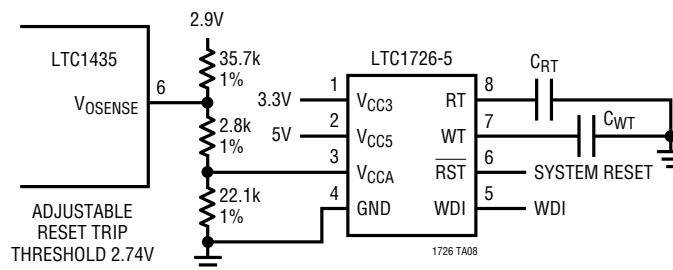 2.9V
LTC1435
35.7k
1%
LTC1726-5
6
VOSENSE
2.8k
1%
22.1k
1%
3.3V
1
VCC3
5V
2
VCC5
3
VCCA
4
GND
RT
8
CRT
WT
7
CWT
RST
6
SYSTEM RESET
WDI
5
WDI
ADJUSTABLE
RESET TRIP
THRESHOLD 2.74V
1726 TA08